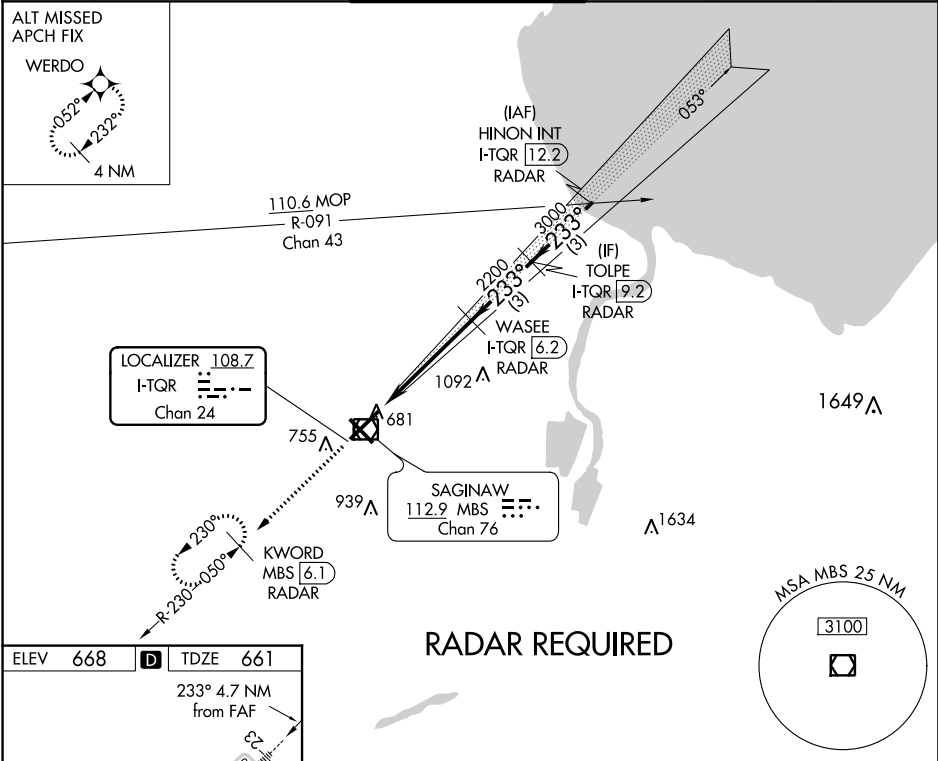 ALT MISSED
APCH FIX
WERDO
052°
232°
4 NM
(IAF)
HINON INT
I-TQR 12.2
RADAR
053°
110.6 MOP
R-091
Chan 43
3000
233°
(3)
(IF)
TOLPE
I-TQR 9.2
RADAR
2200
233°
(3)
WASEE
I-TQR 6.2
RADAR
LOCALIZER 108.7
I-TQR
Chan 24
1092
1649
681
755
SAGINAW
112.9 MBS
Chan 76
939
1634
230°
R-230
050°
KWORD
MBS 6.1
RADAR
MSA MBS 25 NM
3100
RADAR REQUIRED
ELEV 668 D TDZE 661
233° 4.7 NM
from FAF
23